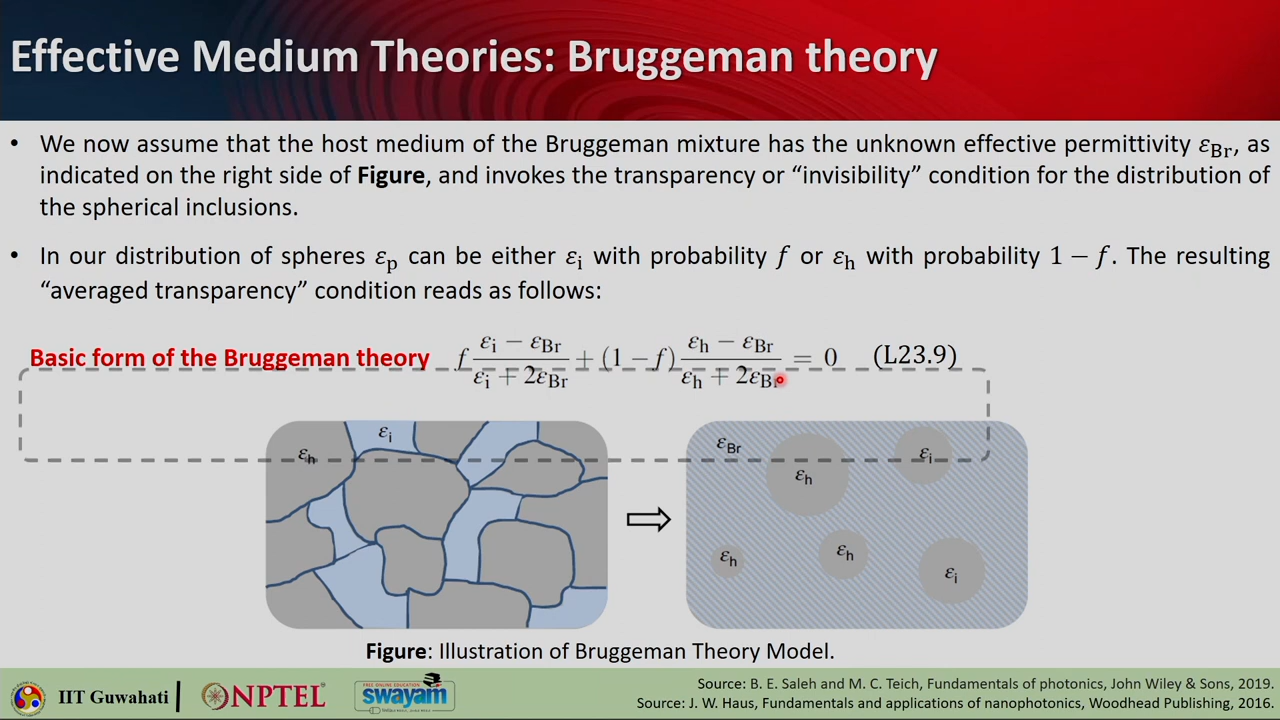 Effective Medium Theories: Bruggeman theory
• We now assume that the host medium of the Bruggeman mixture has the unknown effective permittivity εBr, as
indicated on the right side of Figure, and invokes the transparency or “invisibility” condition for the distribution of
the spherical inclusions.
• In our distribution of spheres εp can be either εi with probability f or εh with probability 1 − f. The resulting
“averaged transparency” condition reads as follows:
Basic form of the Bruggeman theory f (εi − εBr)/(εi + 2εBr) + (1 − f) (εh − εBr)/(εh + 2εBr) = 0 (L23.9)
εi
εh
εBr
εh
εi
εh
εh
εi
Figure: Illustration of Bruggeman Theory Model.
IIT Guwahati
NPTEL
FREE ONLINE EDUCATION
swayam
Source: B. E. Saleh and M. C. Teich, Fundamentals of photonics, John Wiley & Sons, 2019.
Source: J. W. Haus, Fundamentals and applications of nanophotonics, Woodhead Publishing, 2016.